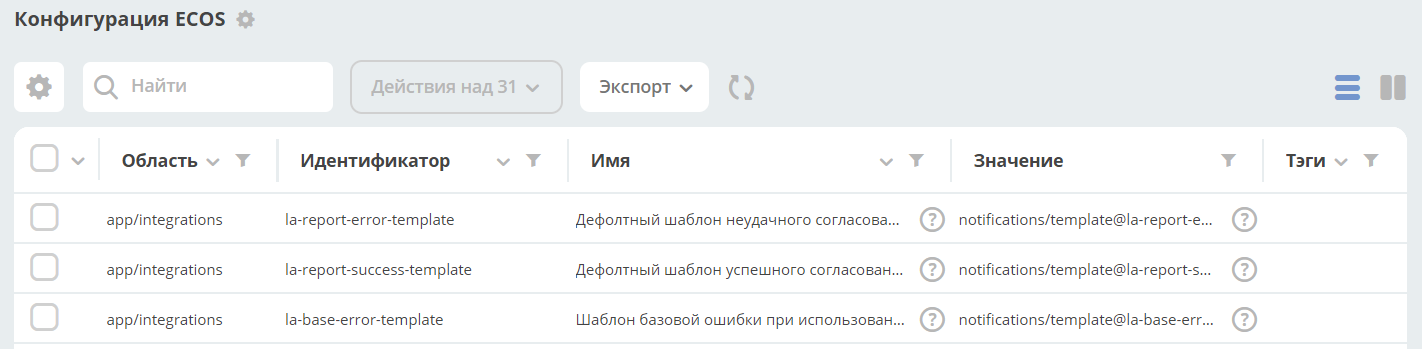 Конфигурация ECOS
Найти Действия над 31 Экспорт
Область Идентификатор Имя Значение Тэги
app/integrations la-report-error-template Дефолтный шаблон неудачного согласова... ? notifications/template@la-report-e... ?
app/integrations la-report-success-template Дефолтный шаблон успешного согласован... ? notifications/template@la-report-s... ?
app/integrations la-base-error-template Шаблон базовой ошибки при использован... ? notifications/template@la-base-err... ?